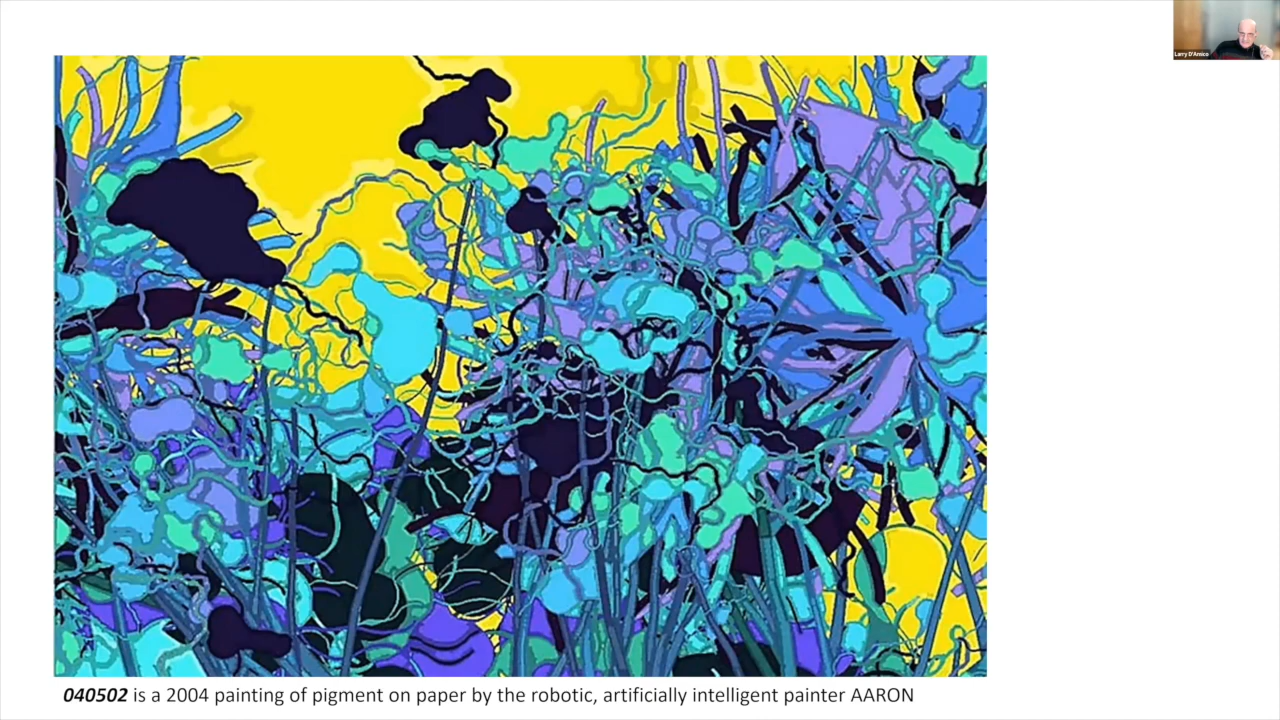 Larry D'Amico
040502 is a 2004 painting of pigment on paper by the robotic, artificially intelligent painter AARON